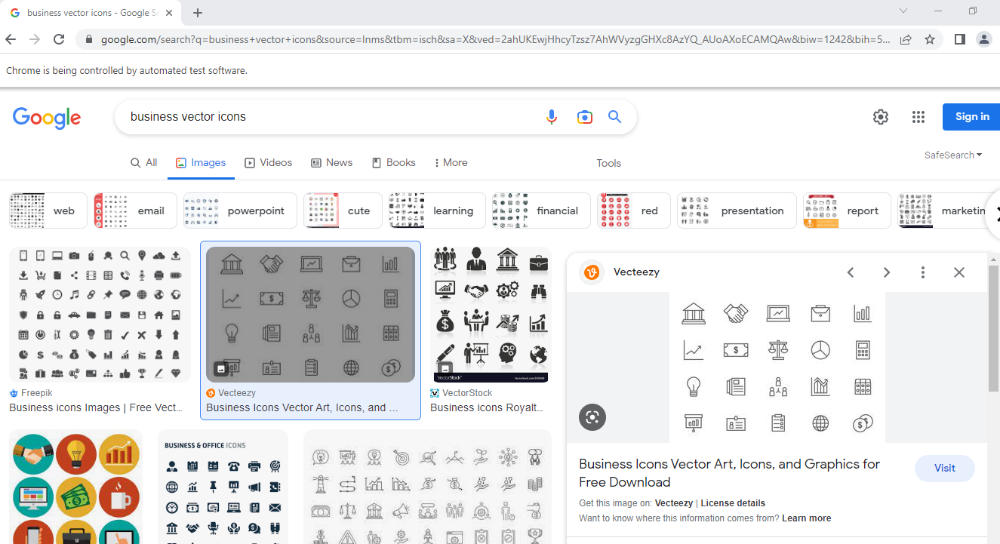 business vector icons - Google S
google.com/search?q=business+vector+icons&source=lnms&tbm=isch&sa=X&ved=2ahUKEwjHhcyTzsz7AhWVyzgGHXc8AzYQ_AUoAXoECAMQAw&biw=1242&bih=5...
Chrome is being controlled by automated test software.
Google
business vector icons
Sign in
All
Images
Videos
News
Books
More
Tools
SafeSearch
web
email
powerpoint
cute
learning
financial
red
presentation
report
marketin
Freepik
Business icons Images | Free Vect...
Vecteezy
Business Icons Vector Art, Icons, and ...
VectorStock
VectorStock
Business icons Royalt...
BUSINESS & OFFICE ICONS
Vecteezy
Business Icons Vector Art, Icons, and Graphics for
Free Download
Visit
Get this image on: Vecteezy | License details
Want to know where this information comes from? Learn more